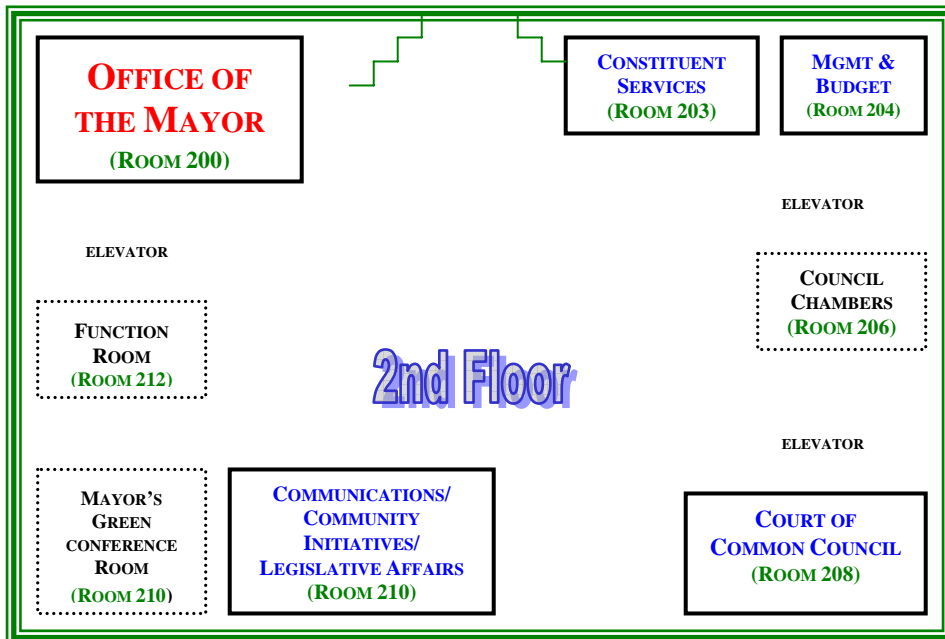 OFFICE OF
THE MAYOR
(ROOM 200)
CONSTITUENT
SERVICES
(ROOM 203)
MGMT &
BUDGET
(ROOM 204)
ELEVATOR
ELEVATOR
COUNCIL
CHAMBERS
(ROOM 206)
FUNCTION
ROOM
(ROOM 212)
2nd Floor
ELEVATOR
MAYOR'S
GREEN
CONFERENCE
ROOM
(ROOM 210)
COMMUNICATIONS/
COMMUNITY
INITIATIVES/
LEGISLATIVE AFFAIRS
(ROOM 210)
COURT OF
COMMON COUNCIL
(ROOM 208)